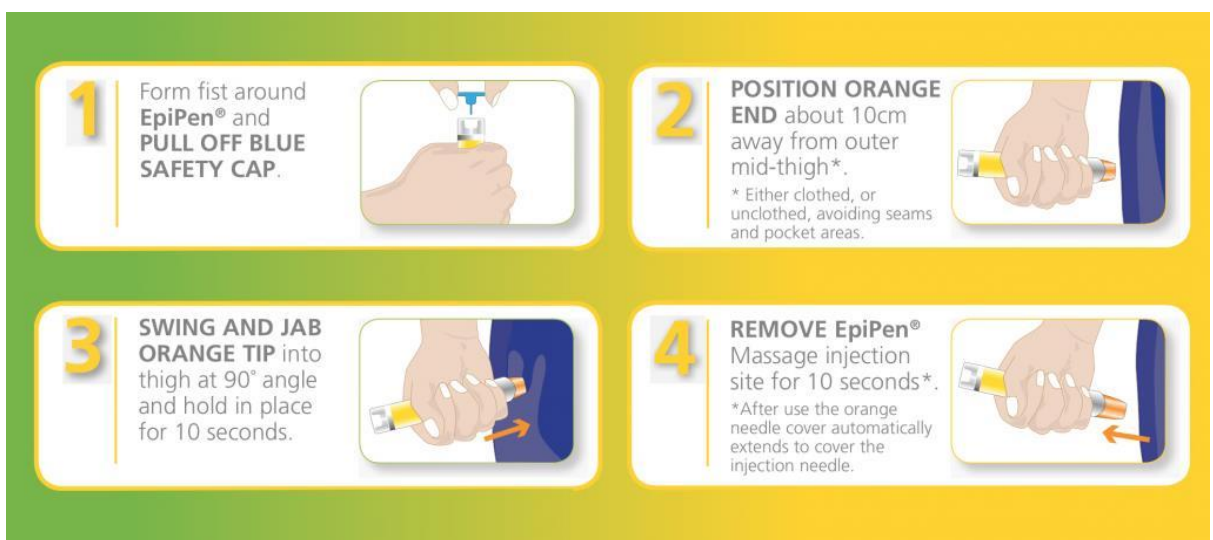 1
Form fist around
EpiPen® and
PULL OFF BLUE
SAFETY CAP.
2
POSITION ORANGE
END about 10cm
away from outer
mid-thigh*.
* Either clothed, or
unclothed, avoiding seams
and pocket areas.
3
SWING AND JAB
ORANGE TIP into
thigh at 90° angle
and hold in place
for 10 seconds.
4
REMOVE EpiPen®
Massage injection
site for 10 seconds*.
*After use the orange
needle cover automatically
extends to cover the
injection needle.